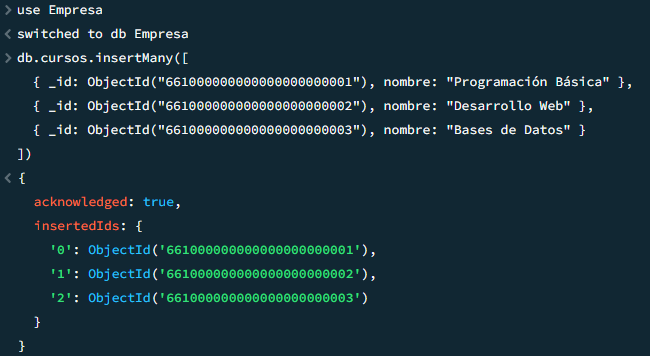 > use Empresa
< switched to db Empresa
> db.cursos.insertMany([
{ _id: ObjectId("661000000000000000000001"), nombre: "Programación Básica" },
{ _id: ObjectId("661000000000000000000002"), nombre: "Desarrollo Web" },
{ _id: ObjectId("661000000000000000000003"), nombre: "Bases de Datos" }
])
< {
acknowledged: true,
insertedIds: {
'0': ObjectId('661000000000000000000001'),
'1': ObjectId('661000000000000000000002'),
'2': ObjectId('661000000000000000000003')
}
}